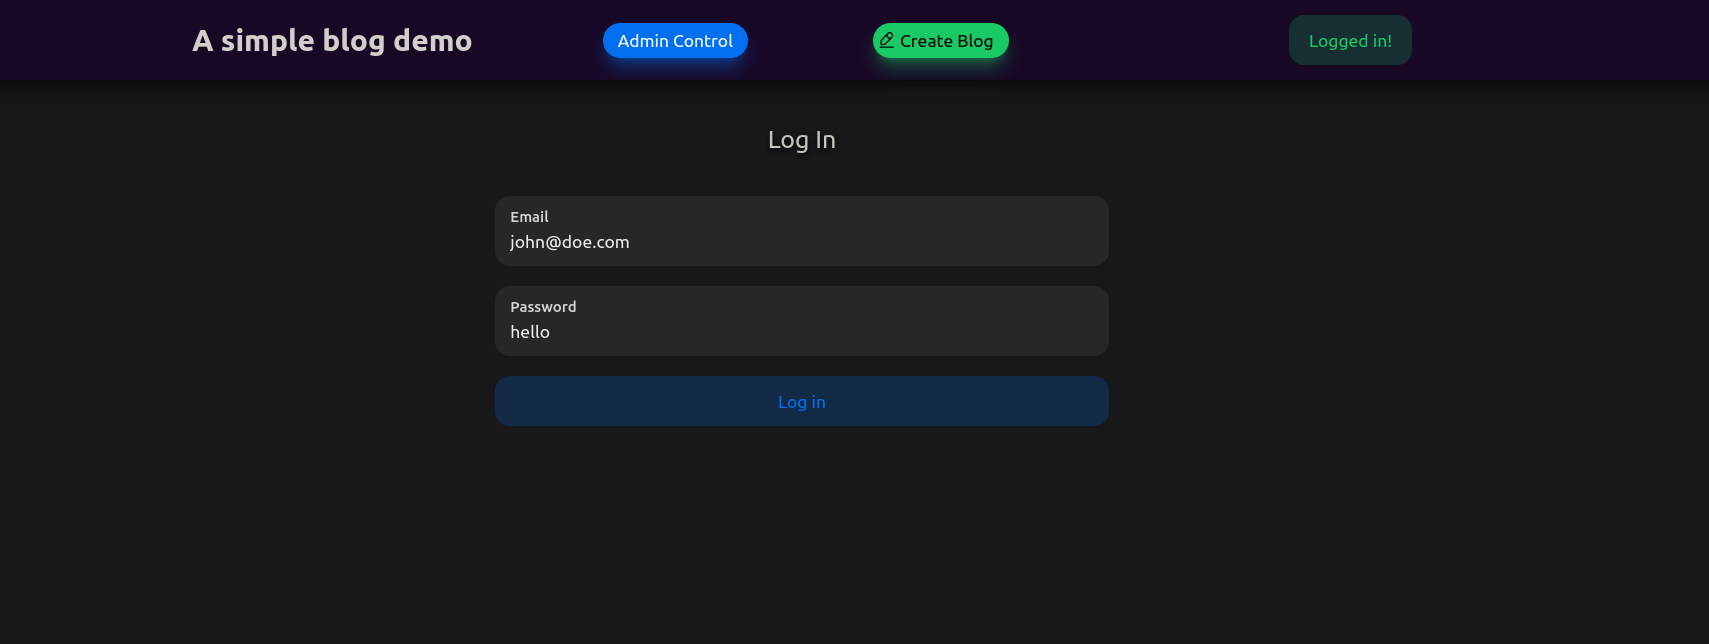 A simple blog demo
Admin Control
Create Blog
Logged in!
Log In
Email
john@doe.com
Password
hello
Log in